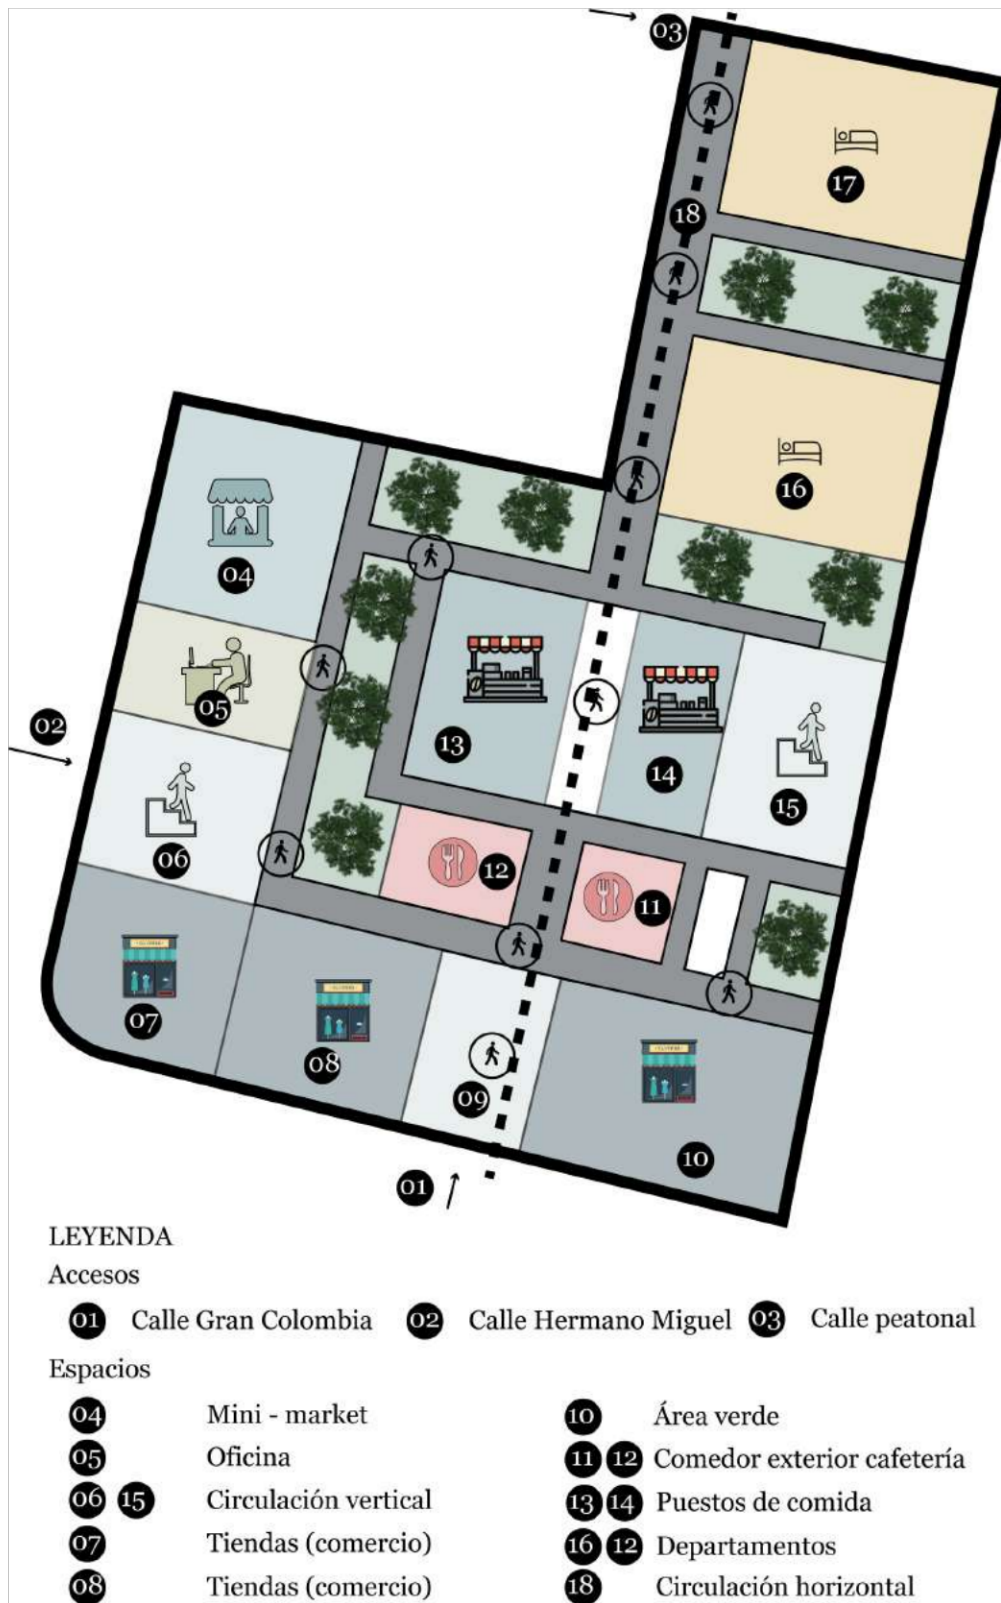 03
17
18
16
04
02
05
13
14
15
06
12
11
07
08
09
10
01
LEYENDA
Accesos
01 Calle Gran Colombia 02 Calle Hermano Miguel 03 Calle peatonal
Espacios
04 Mini - market
05 Oficina
06 15 Circulación vertical
07 Tiendas (comercio)
08 Tiendas (comercio)
10 Área verde
11 12 Comedor exterior cafetería
13 14 Puestos de comida
16 12 Departamentos
18 Circulación horizontal